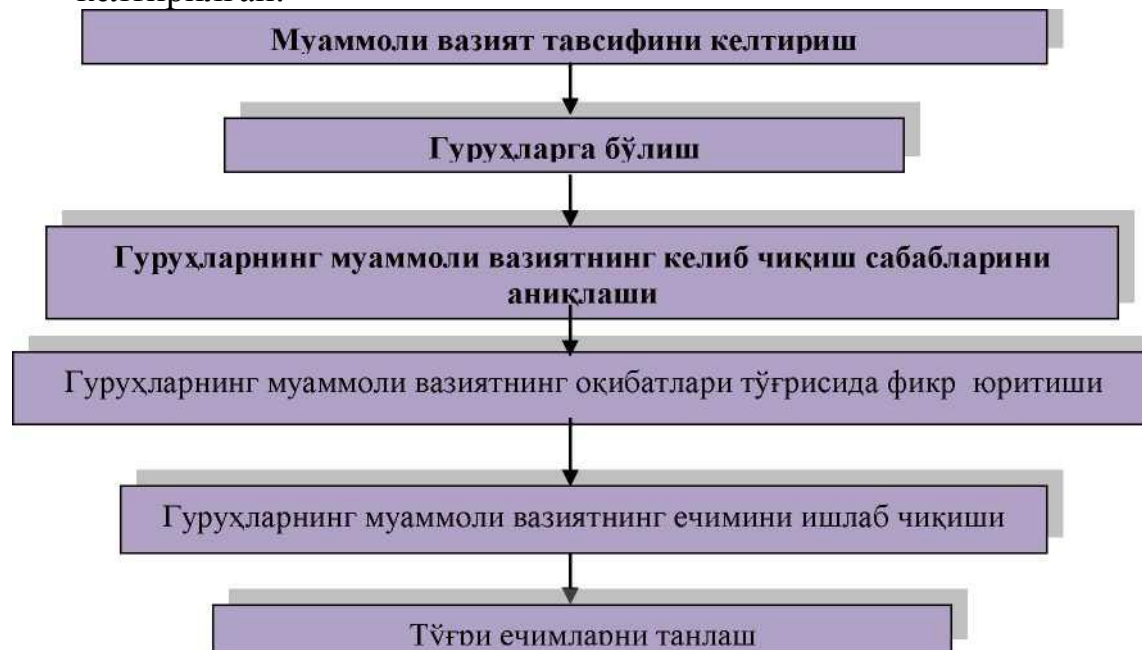 келтирилган.
Муаммоли вазият тавсифини келтириш
Гуруҳларга бўлиш
Гуруҳларнинг муаммоли вазиятнинг келиб чиқиш сабабларини
аниқлаши
Гуруҳларнинг муаммоли вазиятнинг оқибатлари тўғрисида фикр юритиши
Гуруҳларнинг муаммоли вазиятнинг ечимини ишлаб чиқиши
Тўғри ечимларни танлаш